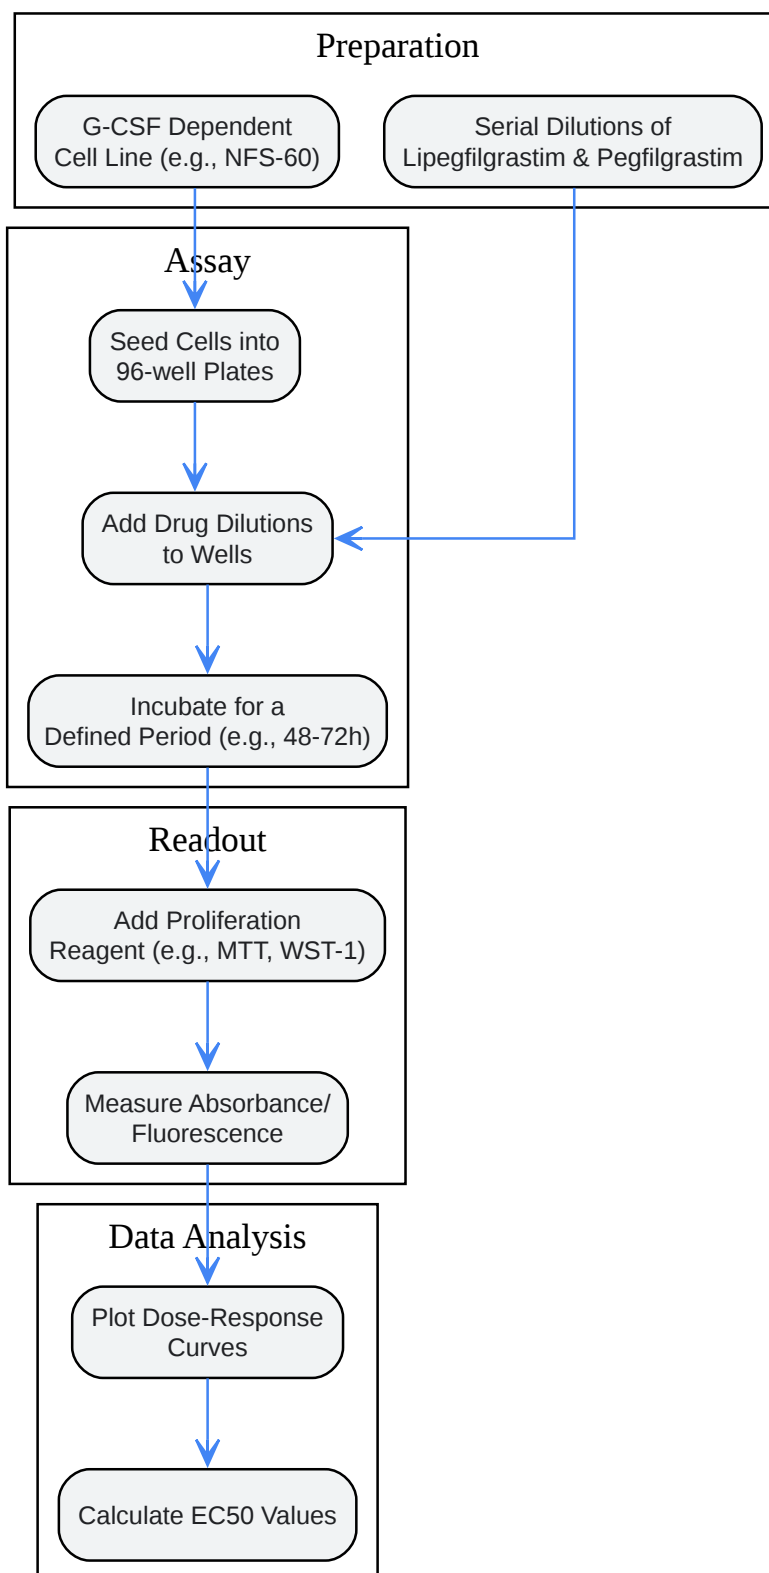 Preparation
G-CSF Dependent
Cell Line (e.g., NFS-60)
Serial Dilutions of
Lipegfilgrastim & Pegfilgrastim
Assay
Seed Cells into
96-well Plates
Add Drug Dilutions
to Wells
Incubate for a
Defined Period (e.g., 48-72h)
Readout
Add Proliferation
Reagent (e.g., MTT, WST-1)
Measure Absorbance/
Fluorescence
Data Analysis
Plot Dose-Response
Curves
Calculate EC50 Values